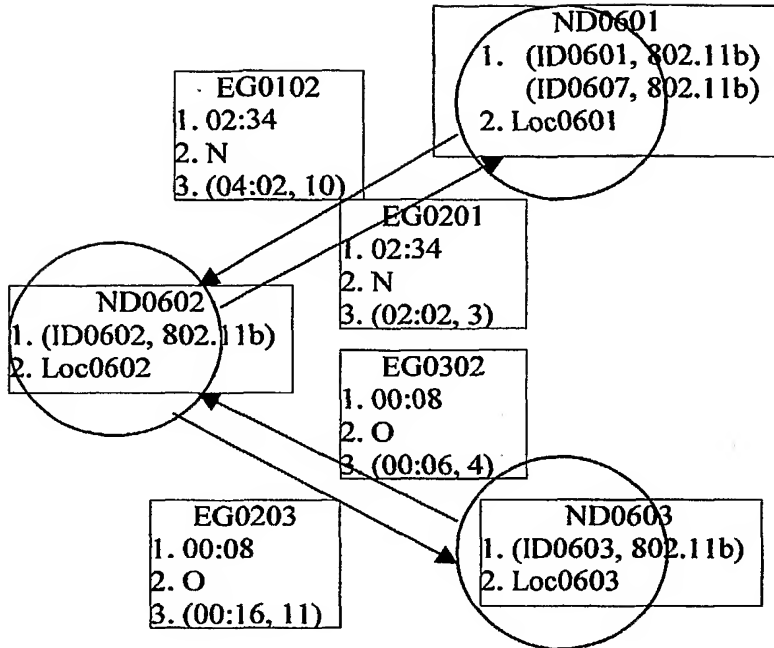 ND0601
1. (ID0601, 802.11b)
(ID0607, 802.11b)
2. Loc0601
EG0102
1. 02:34
2. N
3. (04:02, 10)
EG0201
1. 02:34
2. N
3. (02:02, 3)
ND0602
1. (ID0602, 802.11b)
2. Loc0602
EG0302
1. 00:08
2. O
3. (00:06, 4)
EG0203
1. 00:08
2. O
3. (00:16, 11)
ND0603
1. (ID0603, 802.11b)
2. Loc0603